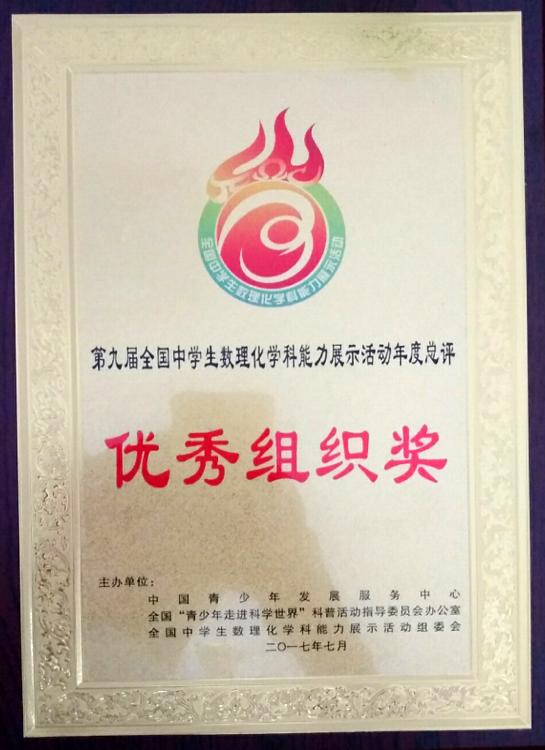 全国中学生数理化学科能力展示活动
第九届全国中学生数理化学科能力展示活动年度总评
优秀组织奖
主办单位：
中国青少年发展服务中心
全国“青少年走进科学世界”科普活动指导委员会办公室
全国中学生数理化学科能力展示活动组委会
二〇一七年七月